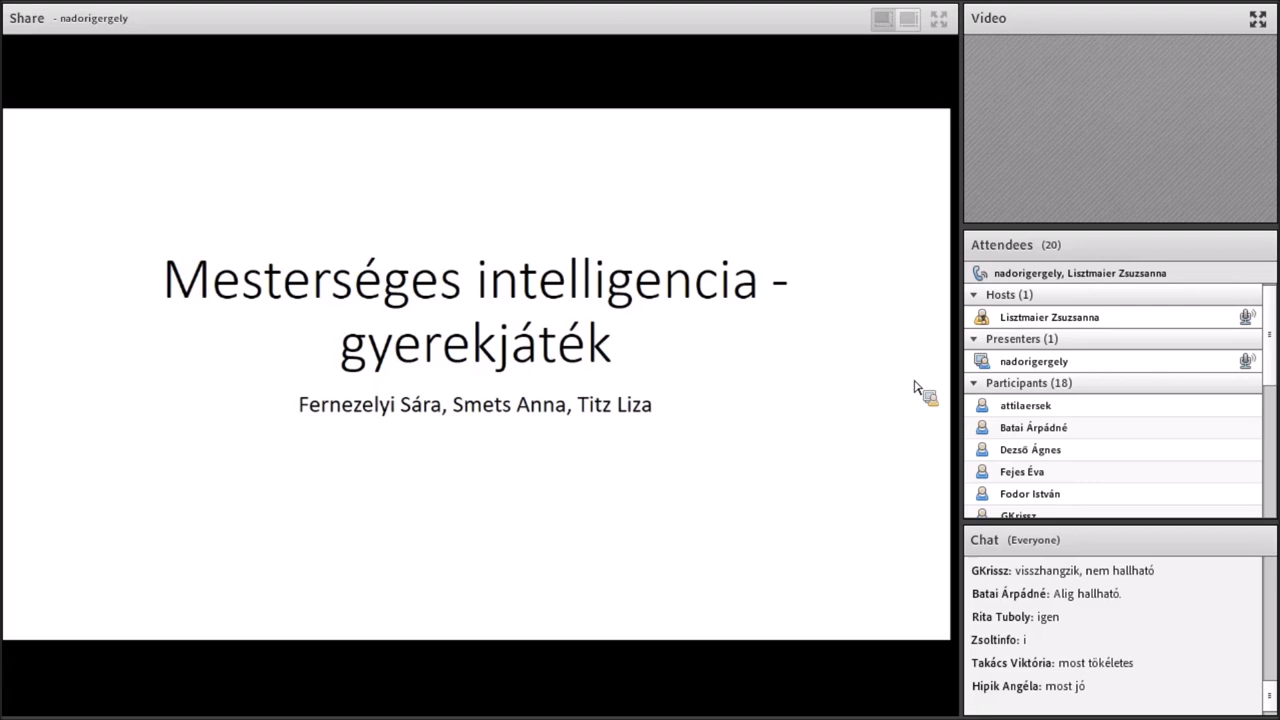 Share - nadorigergely
Mesterséges intelligencia -
gyerekjáték
Fernezelyi Sára, Smets Anna, Titz Liza
Video
Attendees (20)
nadorigergely, Lisztmaier Zsuzsanna
Hosts (1)
Lisztmaier Zsuzsanna
Presenters (1)
nadorigergely
Participants (18)
attilaersek
Batai Árpádné
Dezső Ágnes
Fejes Éva
Fodor István
GKrissz
Chat (Everyone)
GKrissz: visszhangzik, nem hallható
Batai Árpádné: Alig hallható.
Rita Tuboly: igen
Zsoltinfo: i
Takács Viktória: most tökéletes
Hipik Angéla: most jó